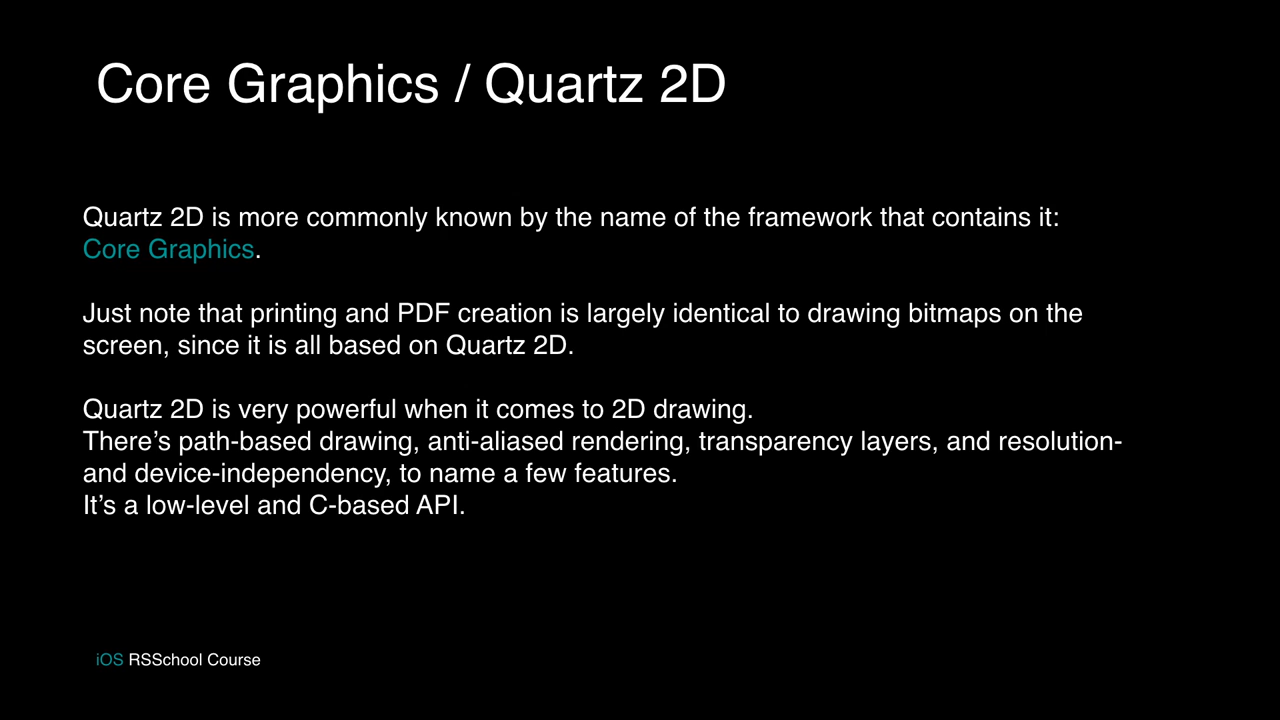 Core Graphics / Quartz 2D
Quartz 2D is more commonly known by the name of the framework that contains it:
Core Graphics.
Just note that printing and PDF creation is largely identical to drawing bitmaps on the
screen, since it is all based on Quartz 2D.
Quartz 2D is very powerful when it comes to 2D drawing.
There’s path-based drawing, anti-aliased rendering, transparency layers, and resolution-
and device-independency, to name a few features.
It’s a low-level and C-based API.
iOS RSSchool Course